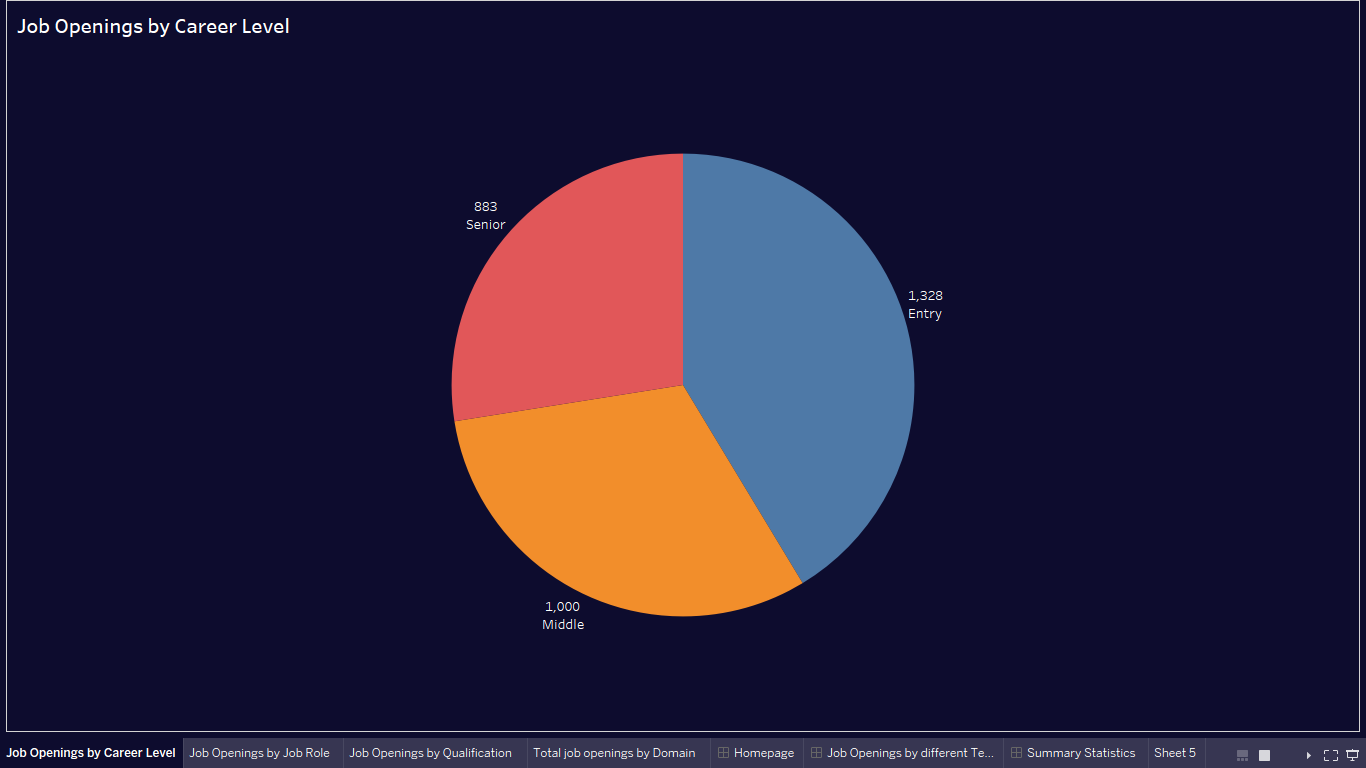 Job Openings by Career Level
883
Senior
1,328
Entry
1,000
Middle
Job Openings by Career Level
Job Openings by Job Role
Job Openings by Qualification
Total job openings by Domain
Homepage
Job Openings by different Te...
Summary Statistics
Sheet 5